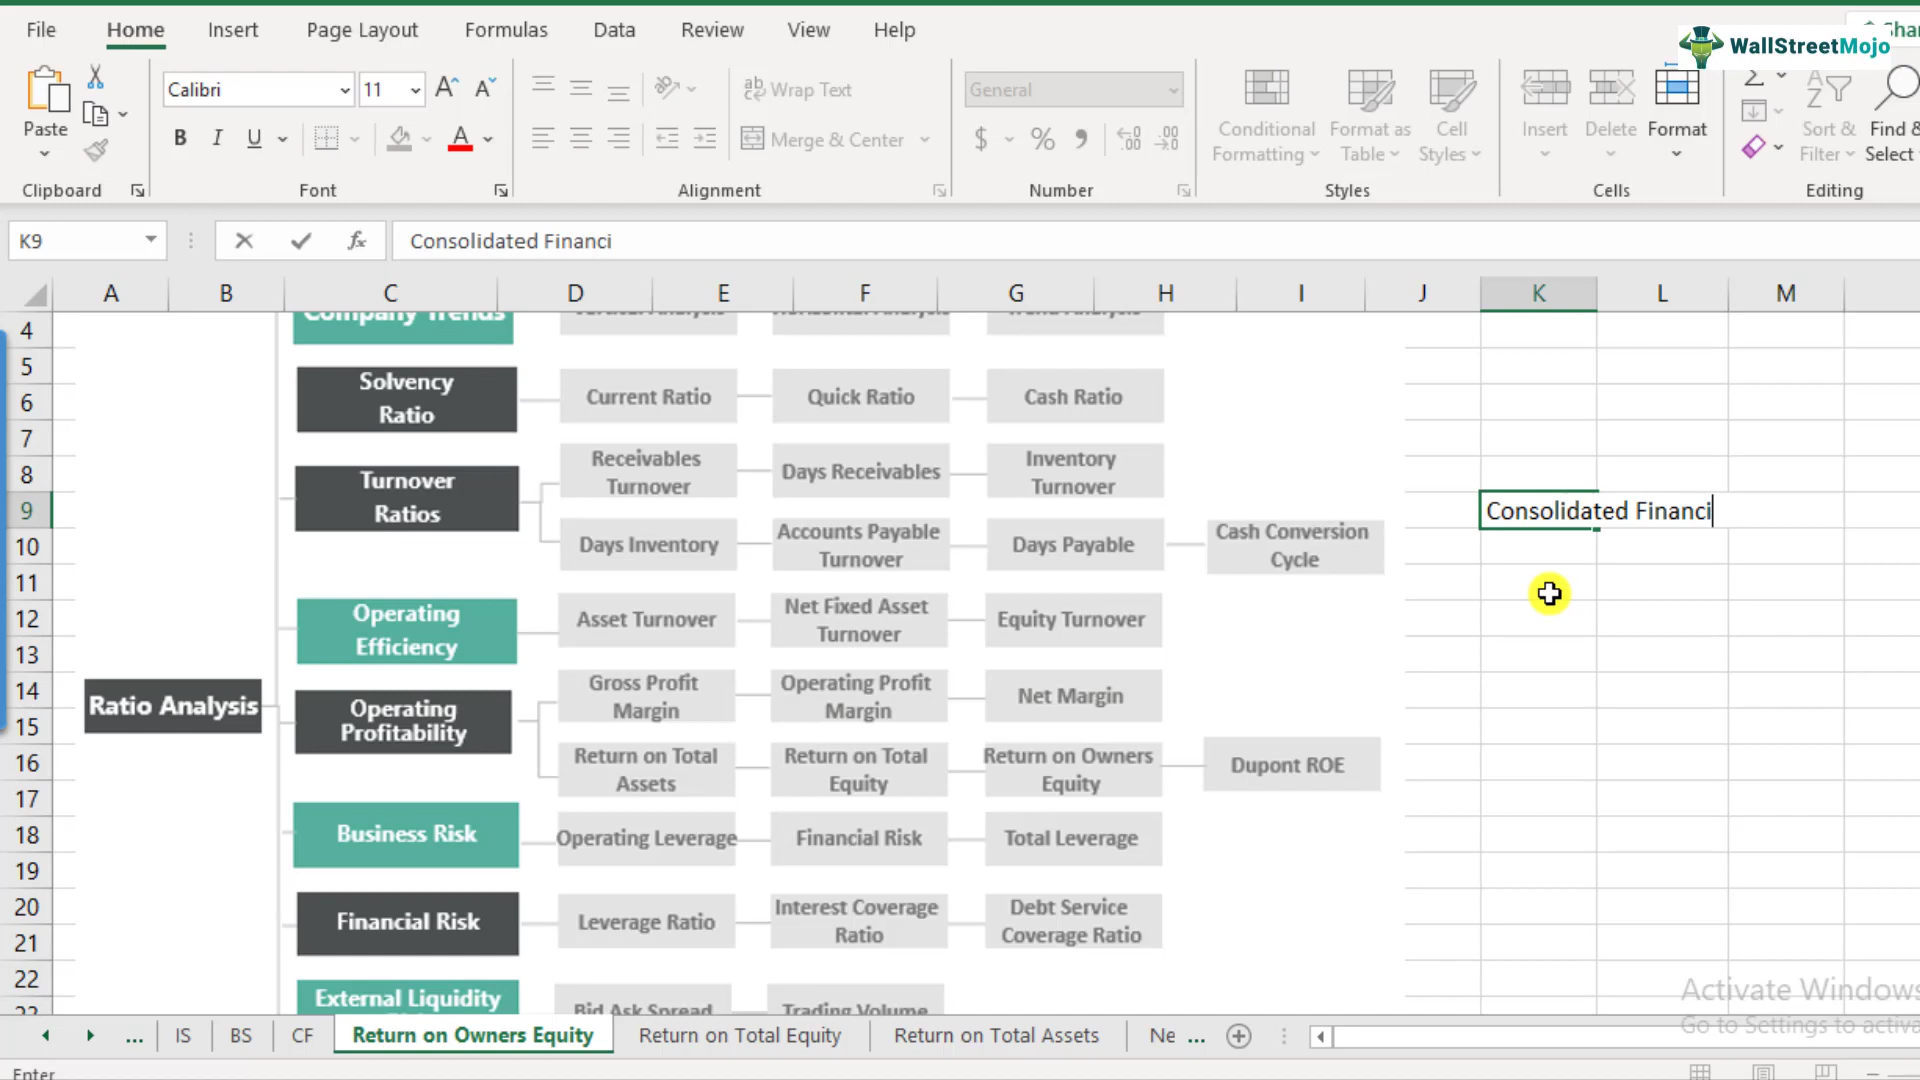 File Home Insert Page Layout Formulas Data Review View Help
WallStreetMojo
Calibri 11 Wrap Text General
Paste Merge & Center Conditional Formatting Format as Table Cell Styles Insert Delete Format Sort & Filter Find & Select
Clipboard Font Alignment Number Styles Cells Editing
K9 Consolidated Financi
A B C D E F G H I J K L M
4
5
6
7
8
9
10
11
12
13
14
15
16
17
18
19
20
21
22
Company Trends
Solvency
Ratio
Current Ratio Quick Ratio Cash Ratio
Turnover
Ratios
Receivables
Turnover
Days Receivables
Inventory
Turnover
Days Inventory
Accounts Payable
Turnover
Days Payable
Cash Conversion
Cycle
Consolidated Financi
Operating
Efficiency
Asset Turnover
Net Fixed Asset
Turnover
Equity Turnover
Ratio Analysis
Operating
Profitability
Gross Profit
Margin
Operating Profit
Margin
Net Margin
Return on Total
Assets
Return on Total
Equity
Return on Owners
Equity
Dupont ROE
Business Risk
Operating Leverage Financial Risk Total Leverage
Financial Risk
Leverage Ratio
Interest Coverage
Ratio
Debt Service
Coverage Ratio
External Liquidity
Bid Ask Spread Trading Volume
Activate Windows
Go to Settings to activa
... IS BS CF Return on Owners Equity Return on Total Equity Return on Total Assets Ne ...
Enter